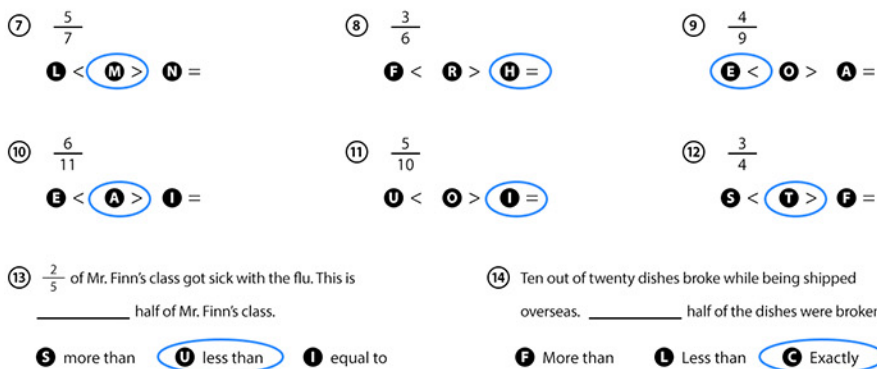 7 5/7 8 3/6 9 4/9
L < M > N = F < R > H = E < O > A =
10 6/11 11 5/10 12 3/4
E < A > I = U < O > I = S < T > F =
13 2/5 of Mr. Finn's class got sick with the flu. This is
__________ half of Mr. Finn's class.
S more than U less than I equal to
14 Ten out of twenty dishes broke while being shipped
overseas. __________ half of the dishes were broken
F More than L Less than C Exactly